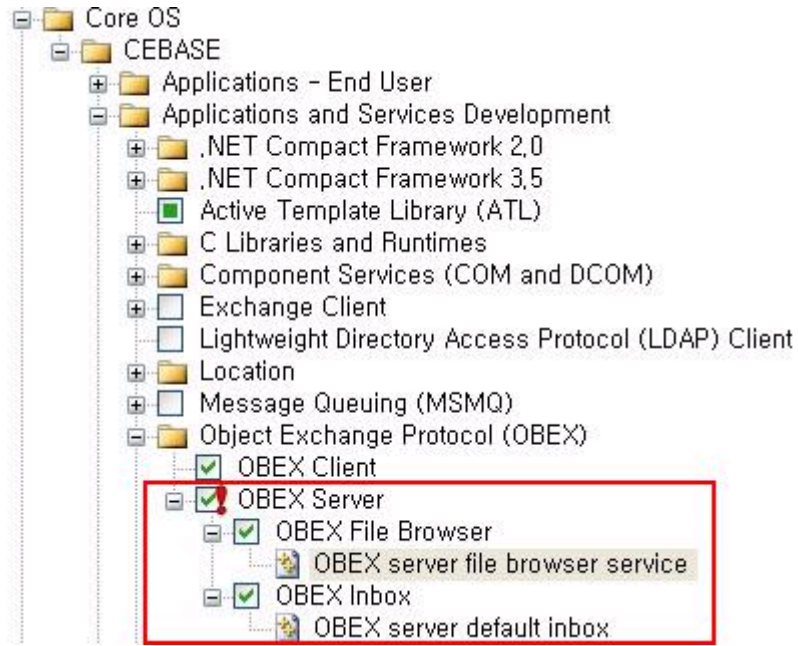 Core OS
CEBASE
Applications - End User
Applications and Services Development
.NET Compact Framework 2.0
.NET Compact Framework 3.5
Active Template Library (ATL)
C Libraries and Runtimes
Component Services (COM and DCOM)
Exchange Client
Lightweight Directory Access Protocol (LDAP) Client
Location
Message Queuing (MSMQ)
Object Exchange Protocol (OBEX)
OBEX Client
OBEX Server
OBEX File Browser
OBEX server file browser service
OBEX Inbox
OBEX server default inbox